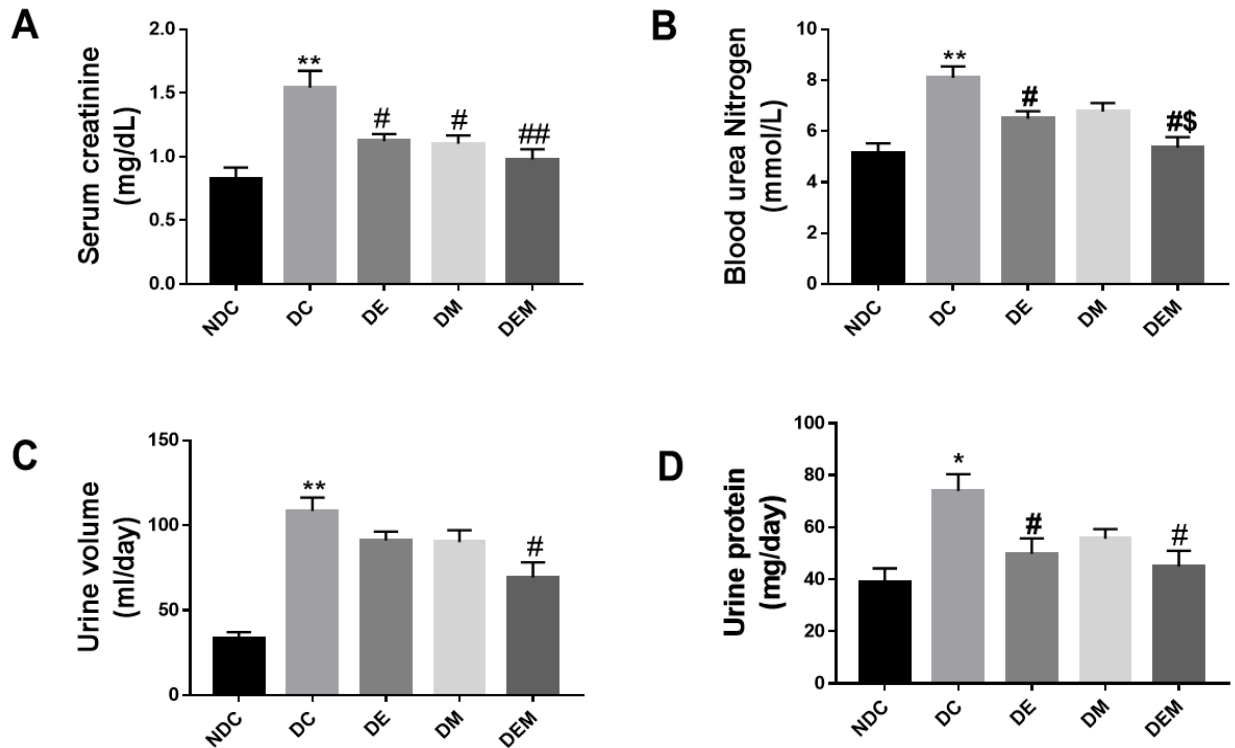 A
Serum creatinine
(mg/dL)
2.0
1.5
1.0
0.5
0.0
**
#
#
##
NDC
DC
DE
DM
DEM
B
Blood urea Nitrogen
(mmol/L)
10
8
6
4
2
0
**
#
#$
NDC
DC
DE
DM
DEM
C
Urine volume
(ml/day)
150
100
50
0
**
#
NDC
DC
DE
DM
DEM
D
Urine protein
(mg/day)
100
80
60
40
20
0
*
#
#
NDC
DC
DE
DM
DEM